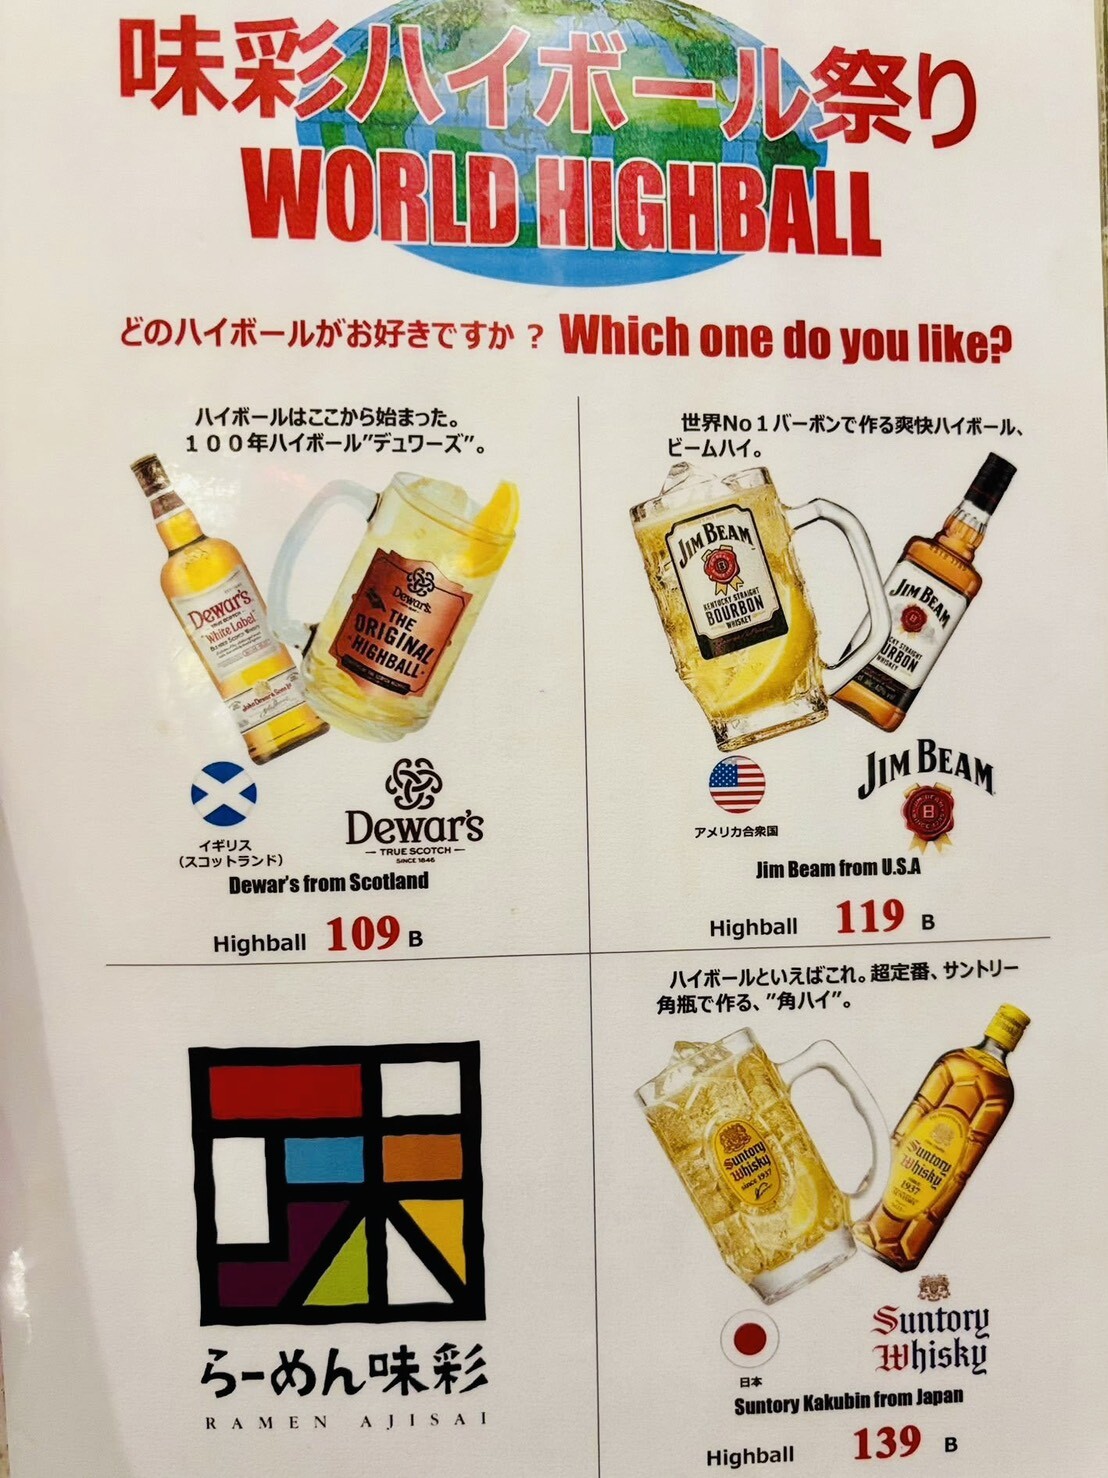 味彩ハイボール祭り
WORLD HIGHBALL
どのハイボールがお好きですか？ Which one do you like?
ハイボールはここから始まった。
１００年ハイボール”デュワーズ”。
Dewar's
"White Label"
Dewar's
THE
ORIGINAL
HIGHBALL
イギリス
（スコットランド）
Dewar's
TRUE SCOTCH
SINCE 1846
Dewar's from Scotland
Highball 109 B
世界No１バーボンで作る爽快ハイボール、
ビームハイ。
JIM BEAM
KENTUCKY STRAIGHT
BOURBON
WHISKEY
JIM BEAM
アメリカ合衆国
JIM BEAM
Jim Beam from U.S.A
Highball 119 B
らーめん味彩
RAMEN AJISAI
ハイボールといえばこれ。超定番、サントリー
角瓶で作る、”角ハイ”。
Suntory
Whisky
since 1937
Suntory
Whisky
1937
日本
Suntory
Whisky
Suntory Kakubin from Japan
Highball 139 B